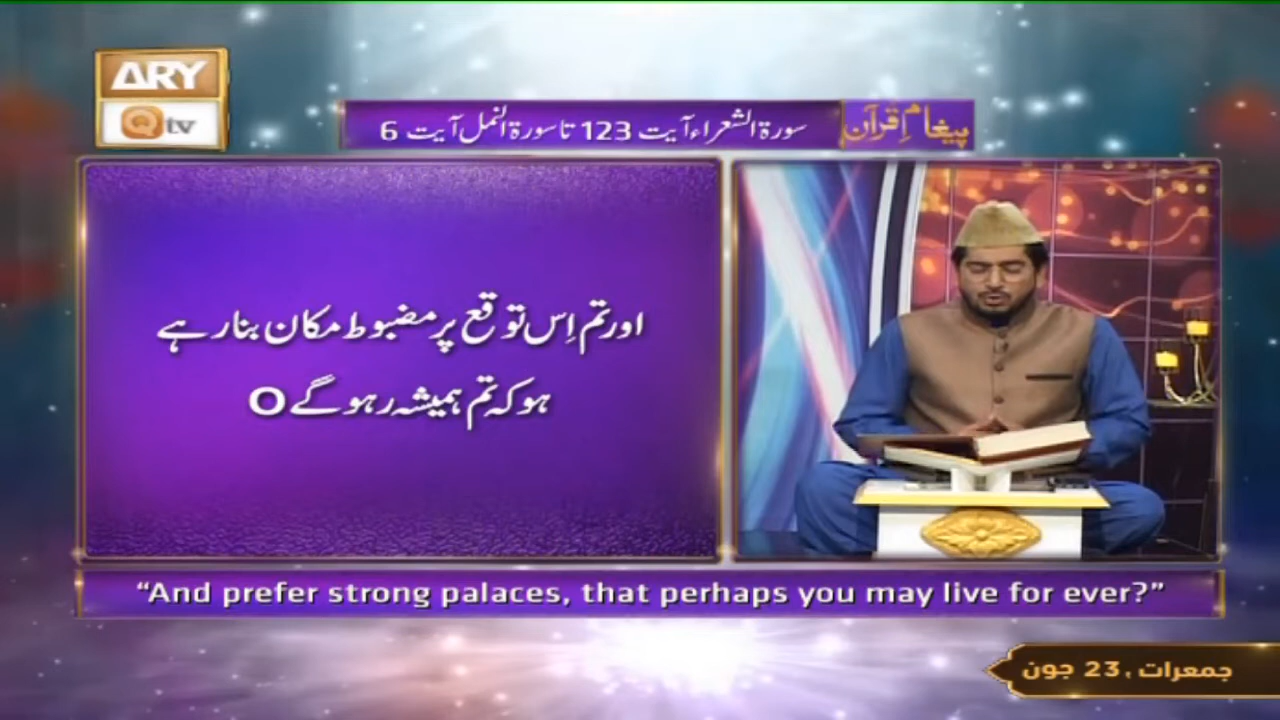 ARY
Qtv
پیغامِ قرآن
سورۃ الشعراء آیت 123 تا سورۃ النمل آیت 6
اور تم اِس توقع پر مضبوط مکان بنا رہے
ہو کہ تم ہمیشہ رہو گے O
“And prefer strong palaces, that perhaps you may live for ever?”
جمعرات، 23 جون